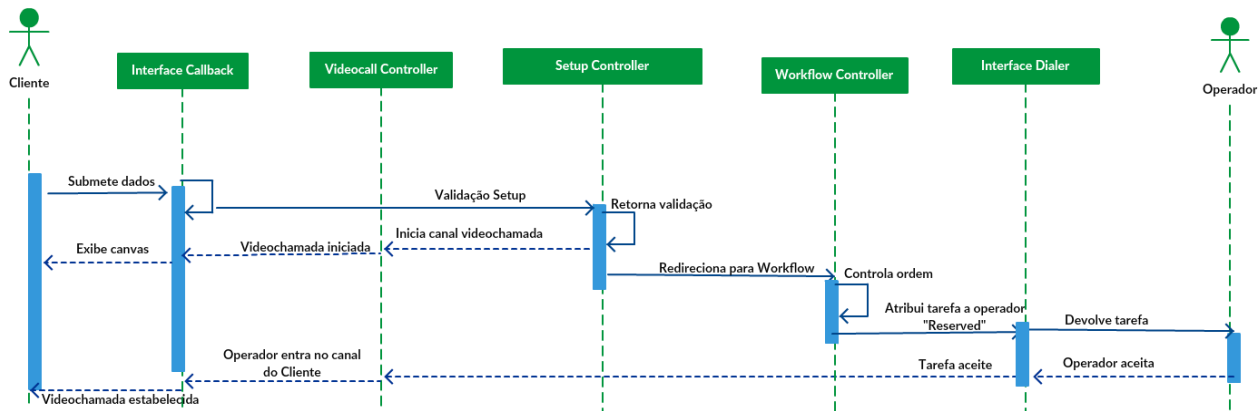 Cliente
Interface Callback
Videocall Controller
Setup Controller
Workflow Controller
Interface Dialer
Operador
Submete dados
Validação Setup
Retorna validação
Inicia canal videochamada
Videochamada iniciada
Exibe canvas
Redireciona para Workflow
Controla ordem
Atribui tarefa a operador
"Reserved"
Devolve tarefa
Operador aceita
Tarefa aceite
Operador entra no canal
do Cliente
Videochamada estabelecida